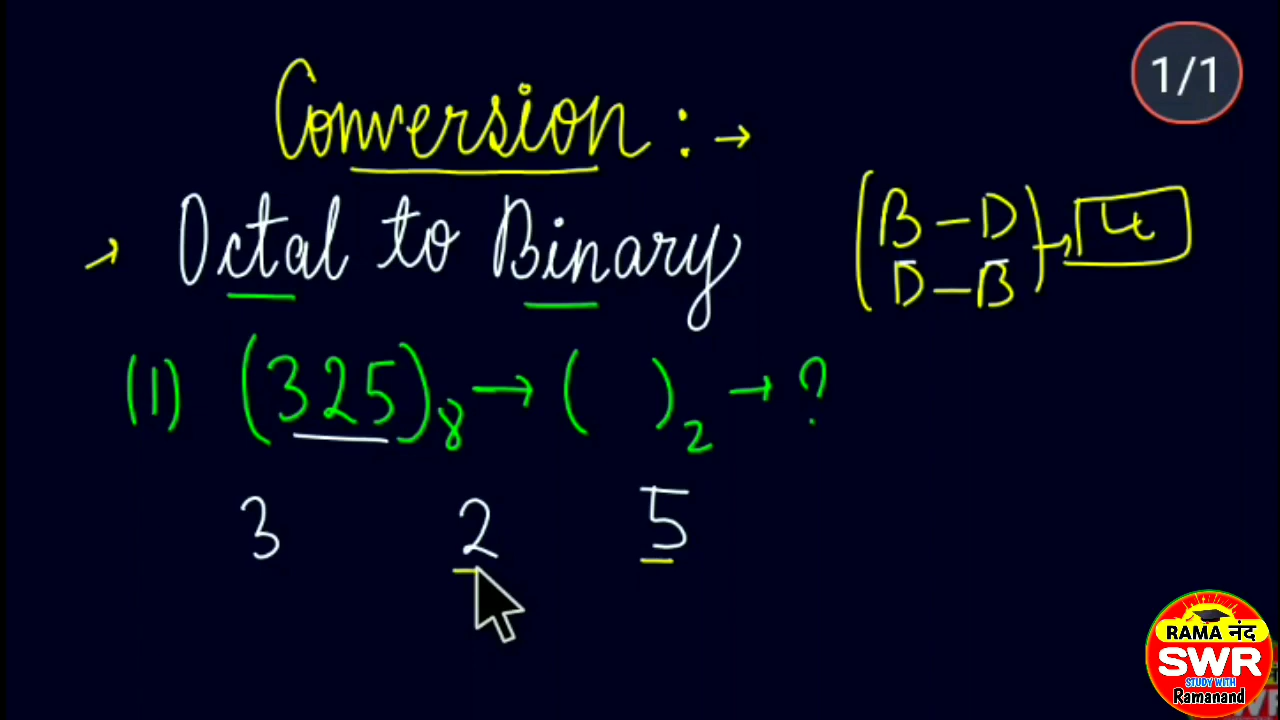 1/1
Conversion : →
→ Octal to Binary
(B – D
D – B) → 4
(1) (325)₈ → ( )₂ → ?
3 2 5
RAMA नंद
SWR
STUDY WITH
Ramanand